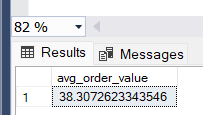 82 %
Results Messages
avg_order_value
1 38.3072623343546